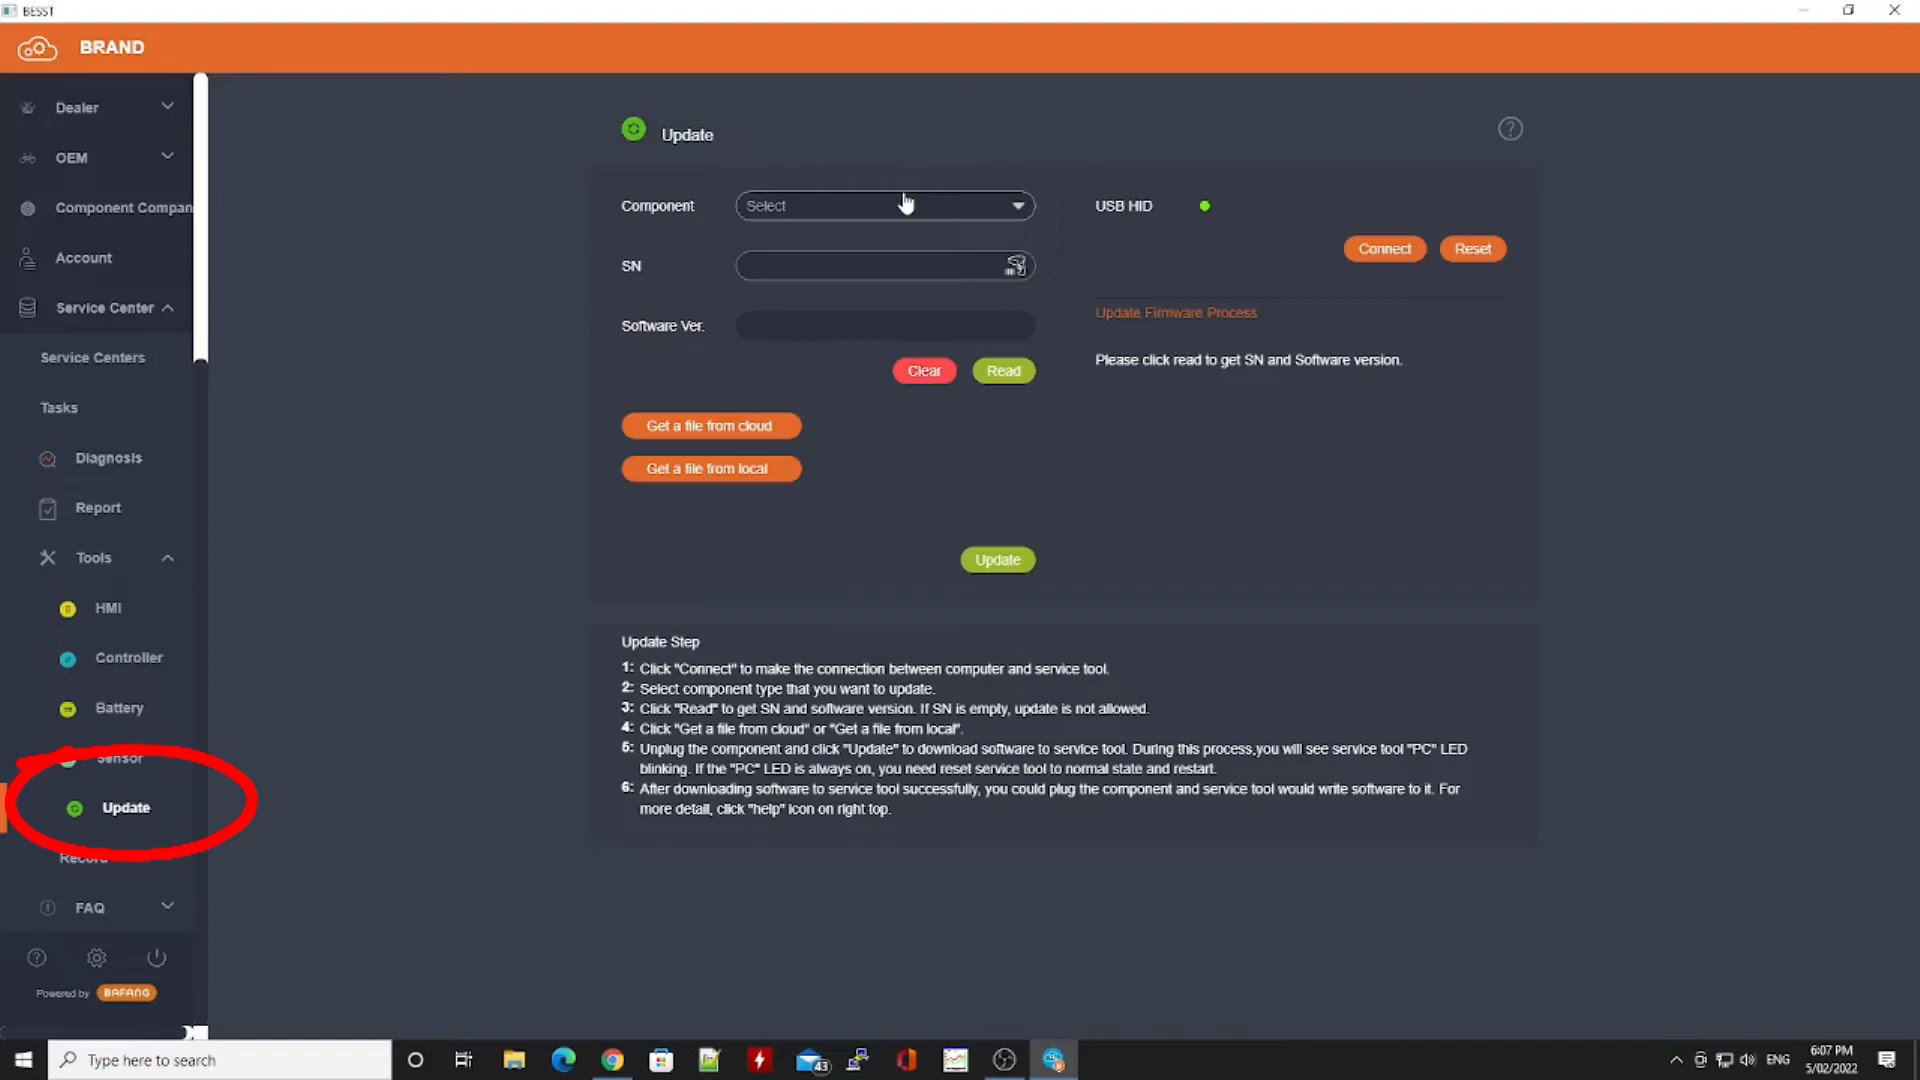 BESST
BRAND
Dealer
OEM
Component Compan
Account
Service Center
Service Centers
Tasks
Diagnosis
Report
Tools
HMI
Controller
Battery
Sensor
Update
Record
FAQ
Powered by BAFANG
Update
Component Select
SN
Software Ver.
Clear Read
Get a file from cloud
Get a file from local
Update
USB HID
Connect Reset
Update Firmware Process
Please click read to get SN and Software version.
Update Step
1: Click "Connect" to make the connection between computer and service tool.
2: Select component type that you want to update.
3: Click "Read" to get SN and software version. If SN is empty, update is not allowed.
4: Click "Get a file from cloud" or "Get a file from local".
5: Unplug the component and click "Update" to download software to service tool. During this process,you will see service tool "PC" LED
blinking. If the "PC" LED is always on, you need reset service tool to normal state and restart.
6: After downloading software to service tool successfully, you could plug the component and service tool would write software to it. For
more detail, click "help" icon on right top.
Type here to search
43
ENG
6:07 PM
5/02/2022